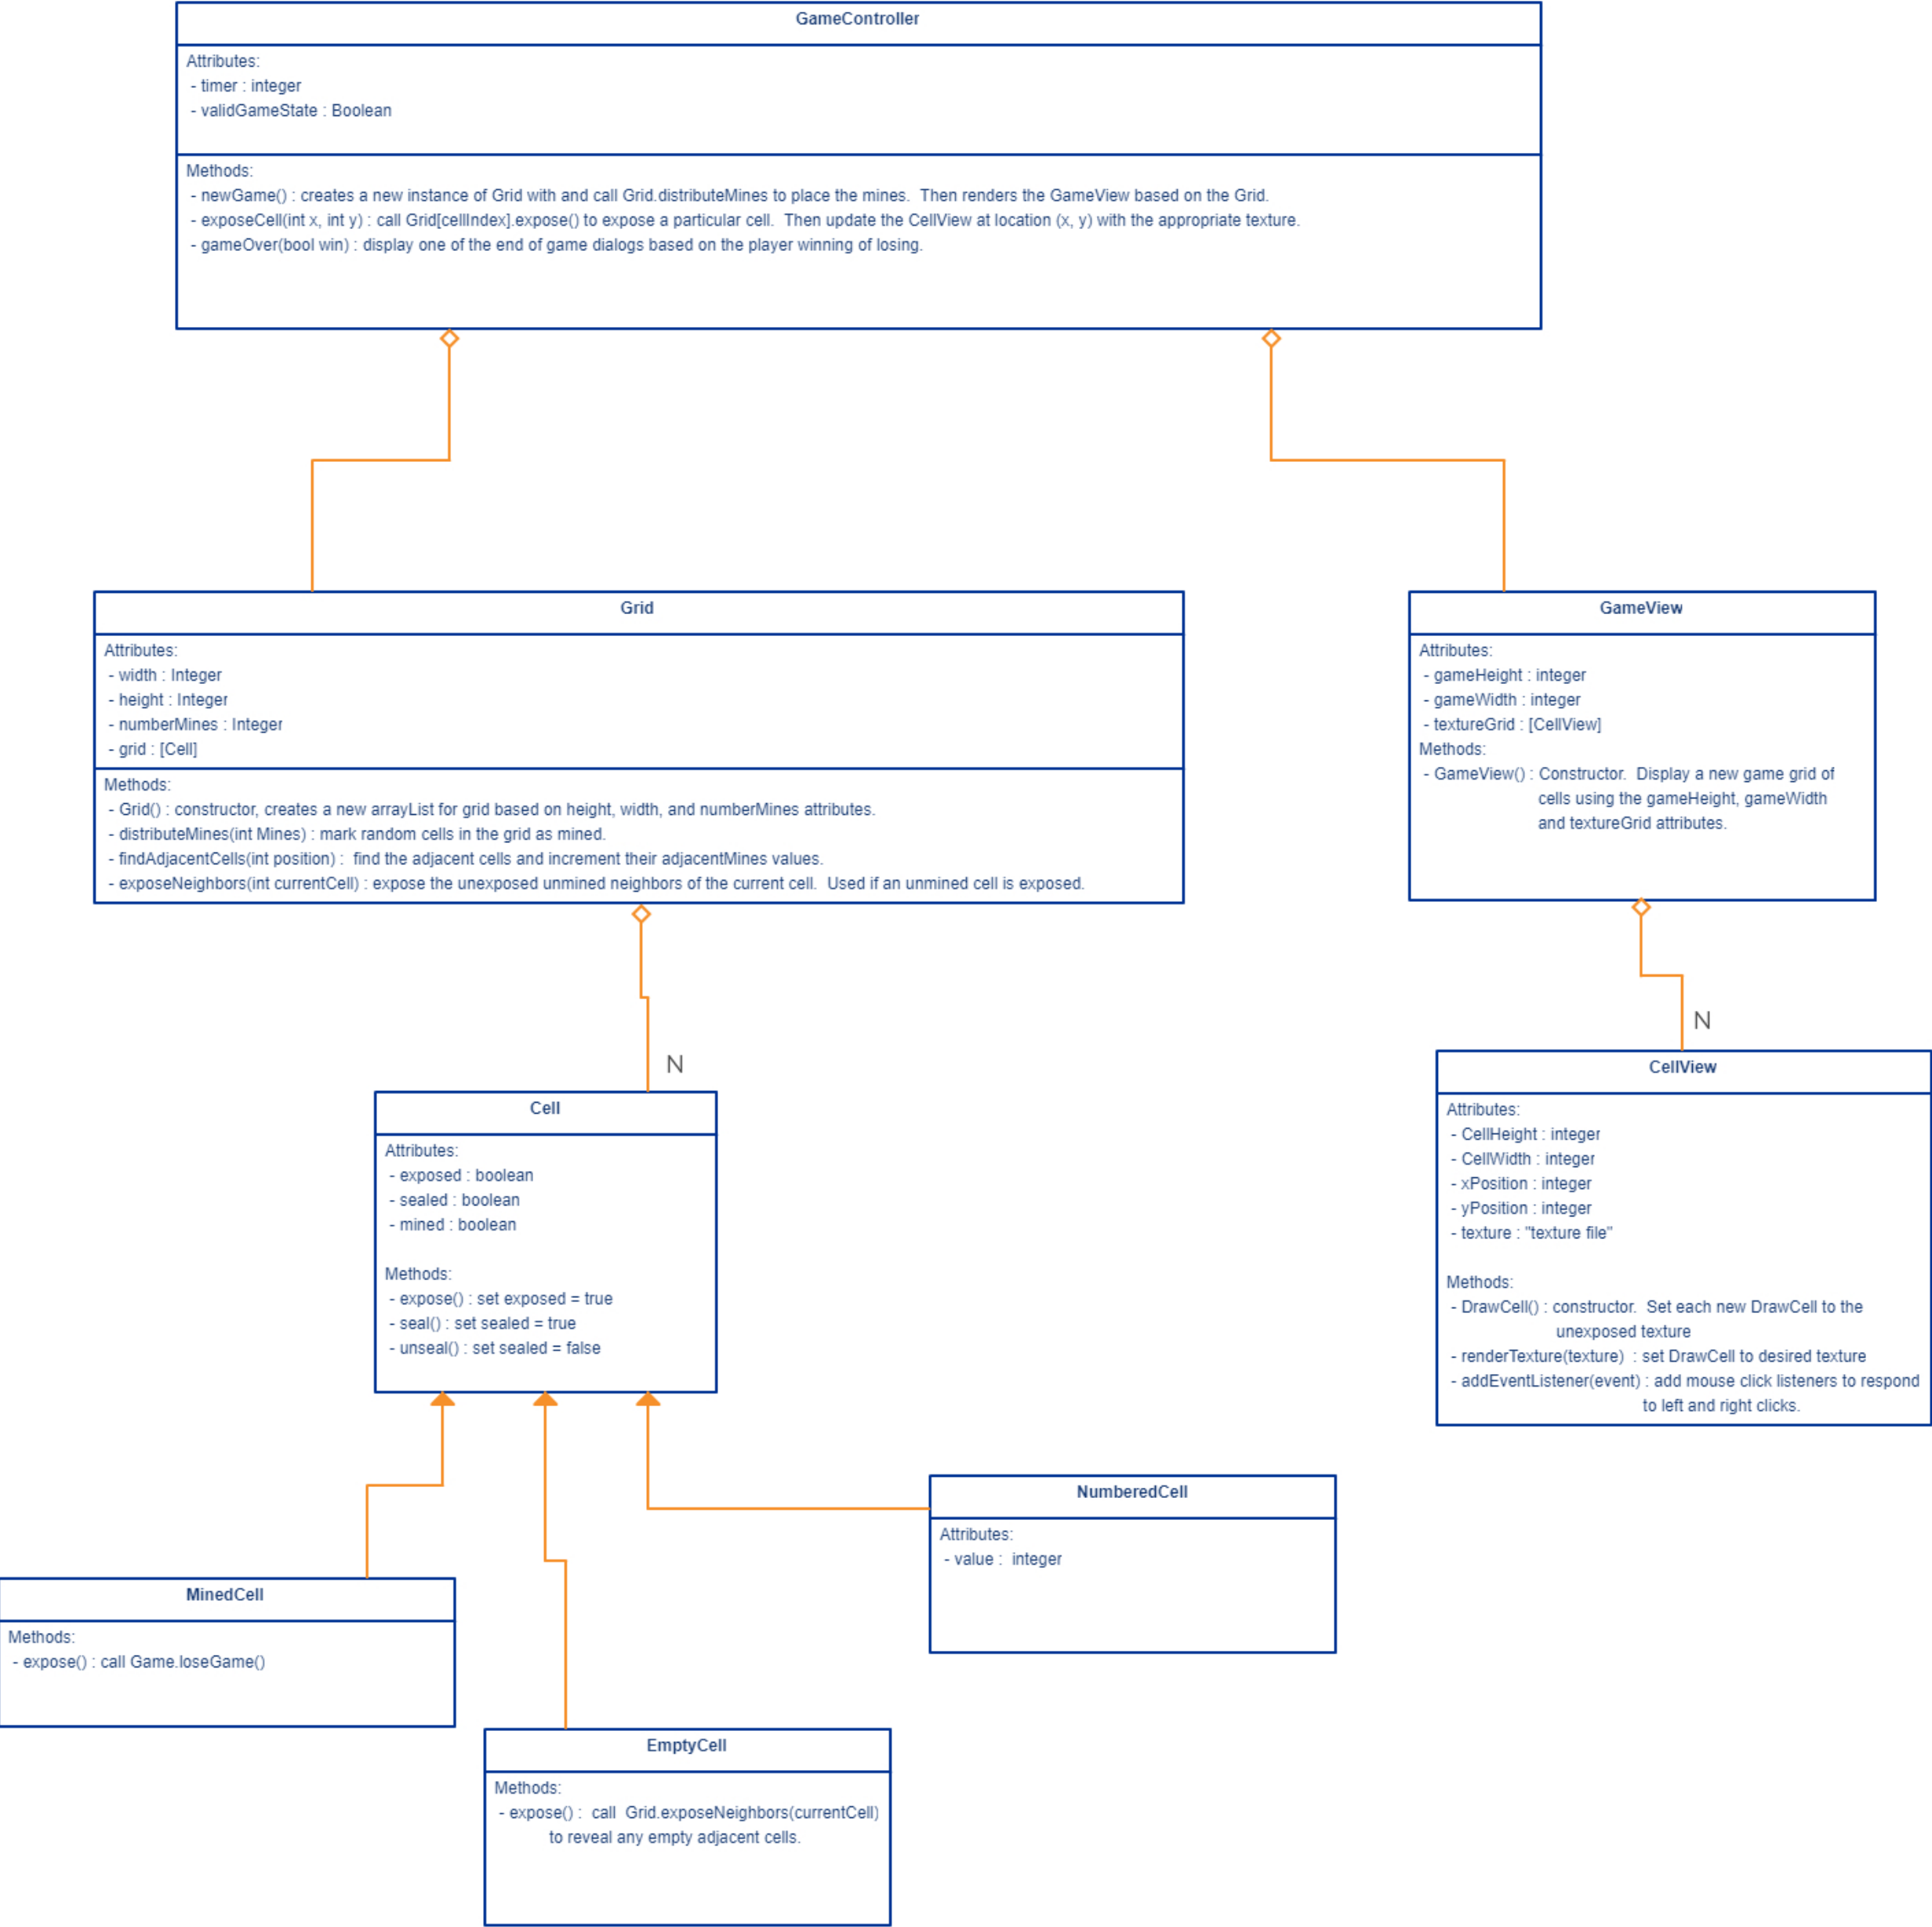 GameController
Attributes:
- timer : integer
- validGameState : Boolean
Methods:
- newGame() : creates a new instance of Grid with and call Grid.distributeMines to place the mines.  Then renders the GameView based on the Grid.
- exposeCell(int x, int y) : call Grid[cellIndex].expose() to expose a particular cell.  Then update the CellView at location (x, y) with the appropriate texture.
- gameOver(bool win) : display one of the end of game dialogs based on the player winning of losing.
Grid
Attributes:
- width : Integer
- height : Integer
- numberMines : Integer
- grid : [Cell]
Methods:
- Grid() : constructor, creates a new arrayList for grid based on height, width, and numberMines attributes.
- distributeMines(int Mines) : mark random cells in the grid as mined.
- findAdjacentCells(int position) :  find the adjacent cells and increment their adjacentMines values.
- exposeNeighbors(int currentCell) : expose the unexposed unmined neighbors of the current cell.  Used if an unmined cell is exposed.
GameView
Attributes:
- gameHeight : integer
- gameWidth : integer
- textureGrid : [CellView]
Methods:
- GameView() : Constructor.  Display a new game grid of
cells using the gameHeight, gameWidth
and textureGrid attributes.
N
N
Cell
Attributes:
- exposed : boolean
- sealed : boolean
- mined : boolean
Methods:
- expose() : set exposed = true
- seal() : set sealed = true
- unseal() : set sealed = false
CellView
Attributes:
- CellHeight : integer
- CellWidth : integer
- xPosition : integer
- yPosition : integer
- texture : "texture file"
Methods:
- DrawCell() : constructor.  Set each new DrawCell to the
unexposed texture
- renderTexture(texture)  : set DrawCell to desired texture
- addEventListener(event) : add mouse click listeners to respond
to left and right clicks.
NumberedCell
Attributes:
- value :  integer
MinedCell
Methods:
- expose() : call Game.loseGame()
EmptyCell
Methods:
- expose() :  call  Grid.exposeNeighbors(currentCell)
to reveal any empty adjacent cells.